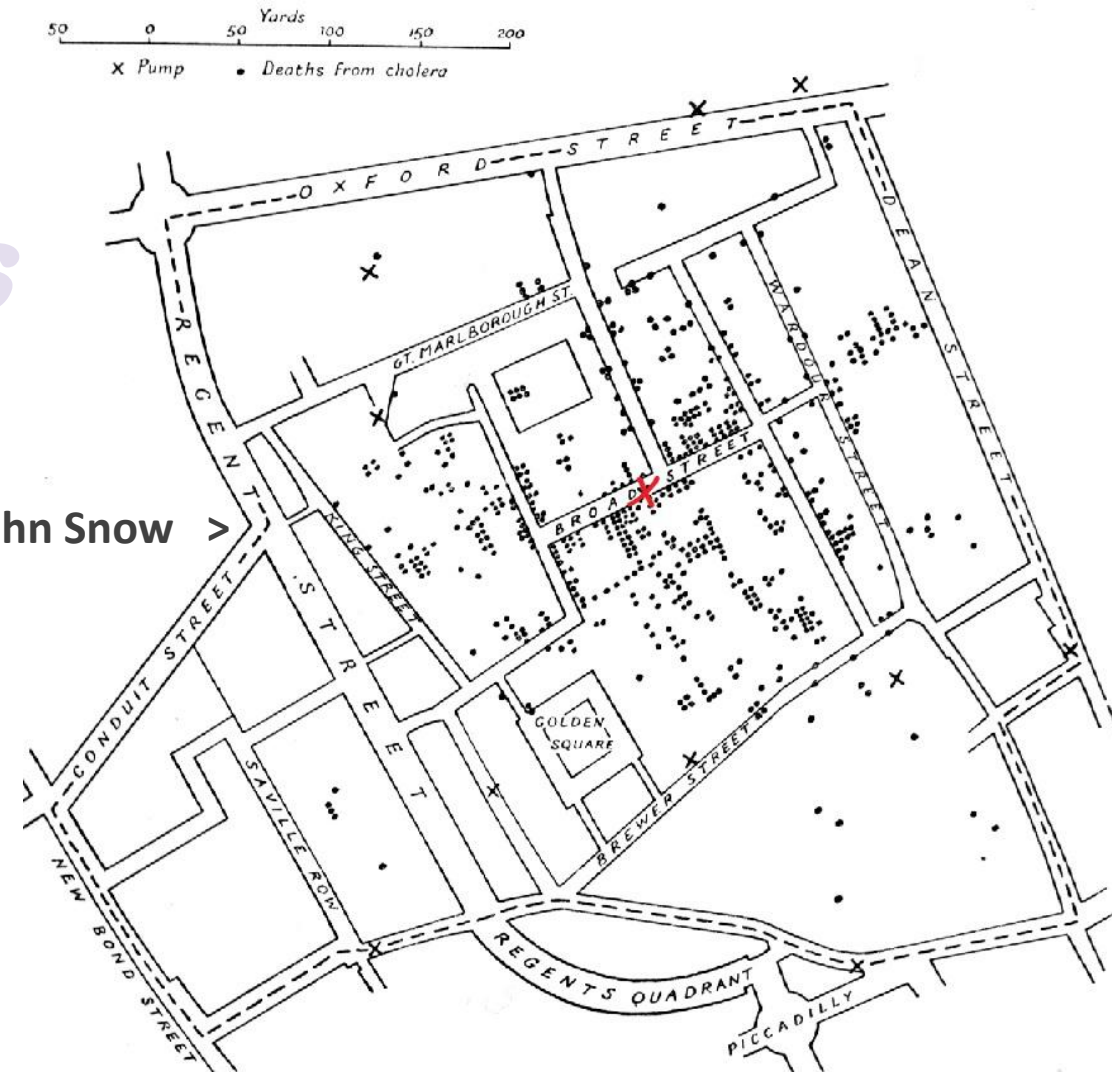 Yards
50 0 50 100 150 200
x Pump • Deaths from cholera
OXFORD STREET
DEAN STREET
s
REGENT STREET
WARDOUR STREET
GT. MARLBOROUGH ST.
BROAD STREET
hn Snow >
KING STREET
CONDUIT STREET
GOLDEN
SQUARE
SAVILLE ROW
BREWER STREET
NEW BOND STREET
REGENTS QUADRANT
PICCADILLY